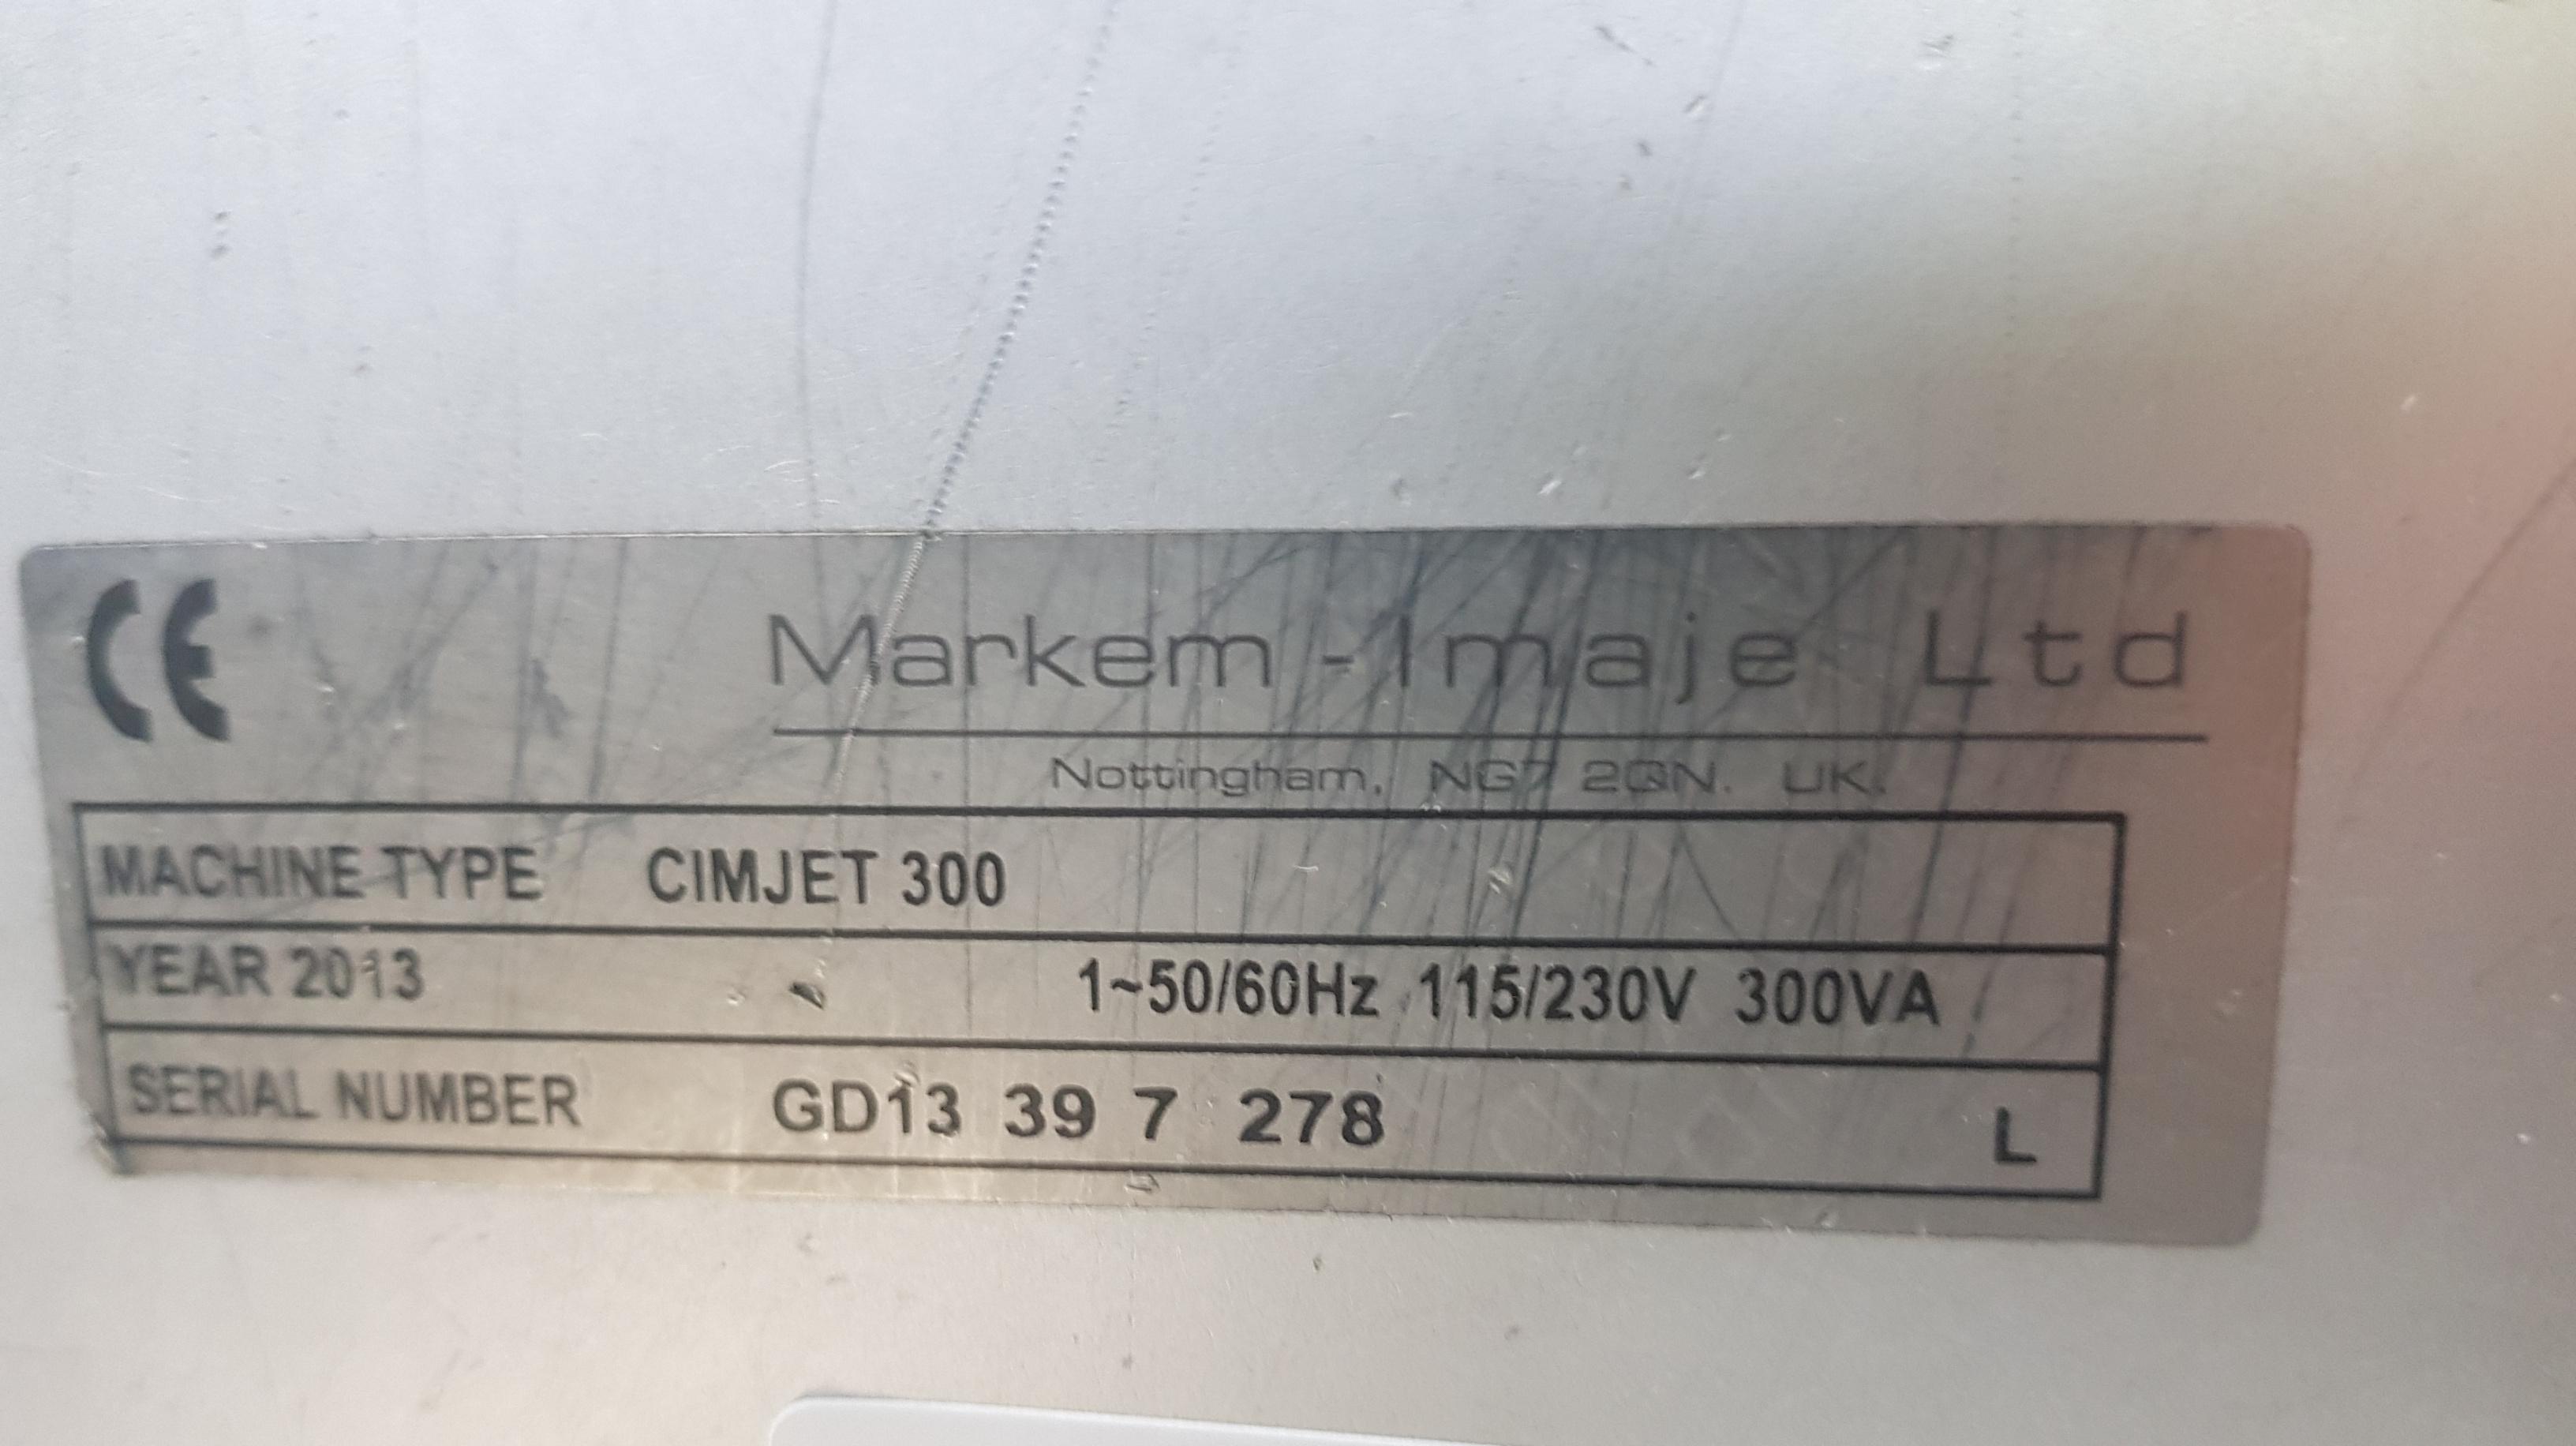 CE Markem-Imaje Ltd
Nottingham, NG7 2QN. UK.
MACHINE TYPE CIMJET 300
YEAR 2013 1~50/60Hz 115/230V 300VA
SERIAL NUMBER GD13 39 7 278 L